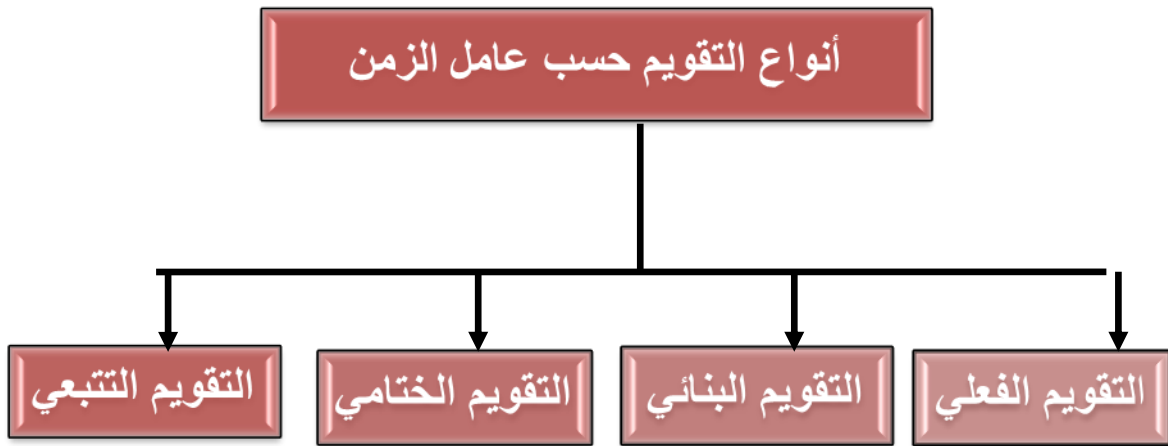 أنواع التقويم حسب عامل الزمن
التقويم الفعلي
التقويم البنائي
التقويم الختامي
التقويم التتبعي